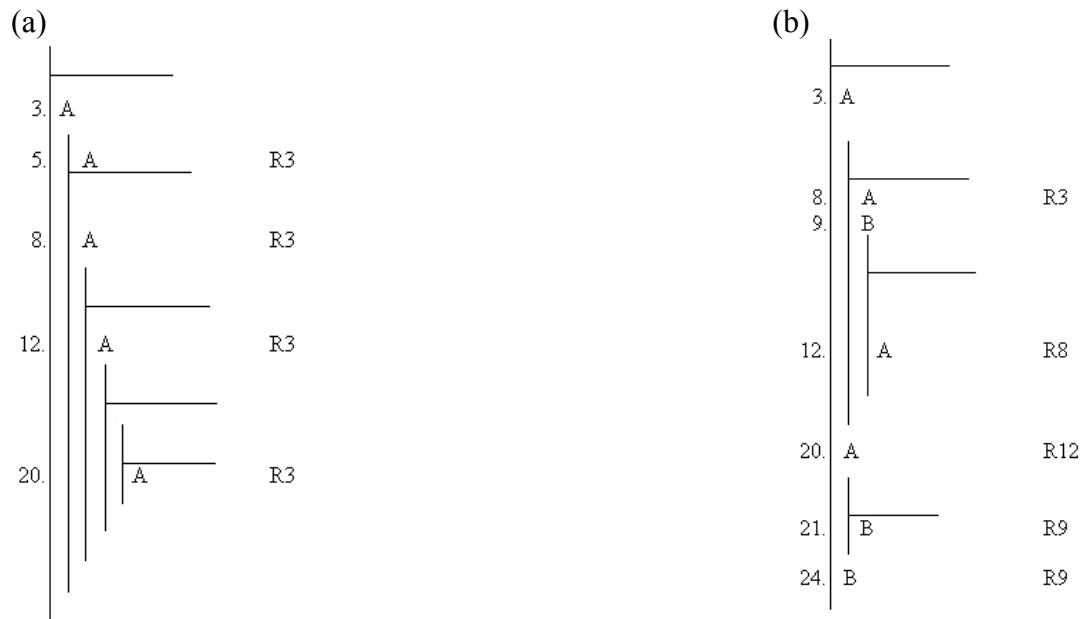 (a)
3. A
5. A R3
8. A R3
12. A R3
20. A R3
(b)
3. A
8. A R3
9. B
12. A R8
20. A R12
21. B R9
24. B R9